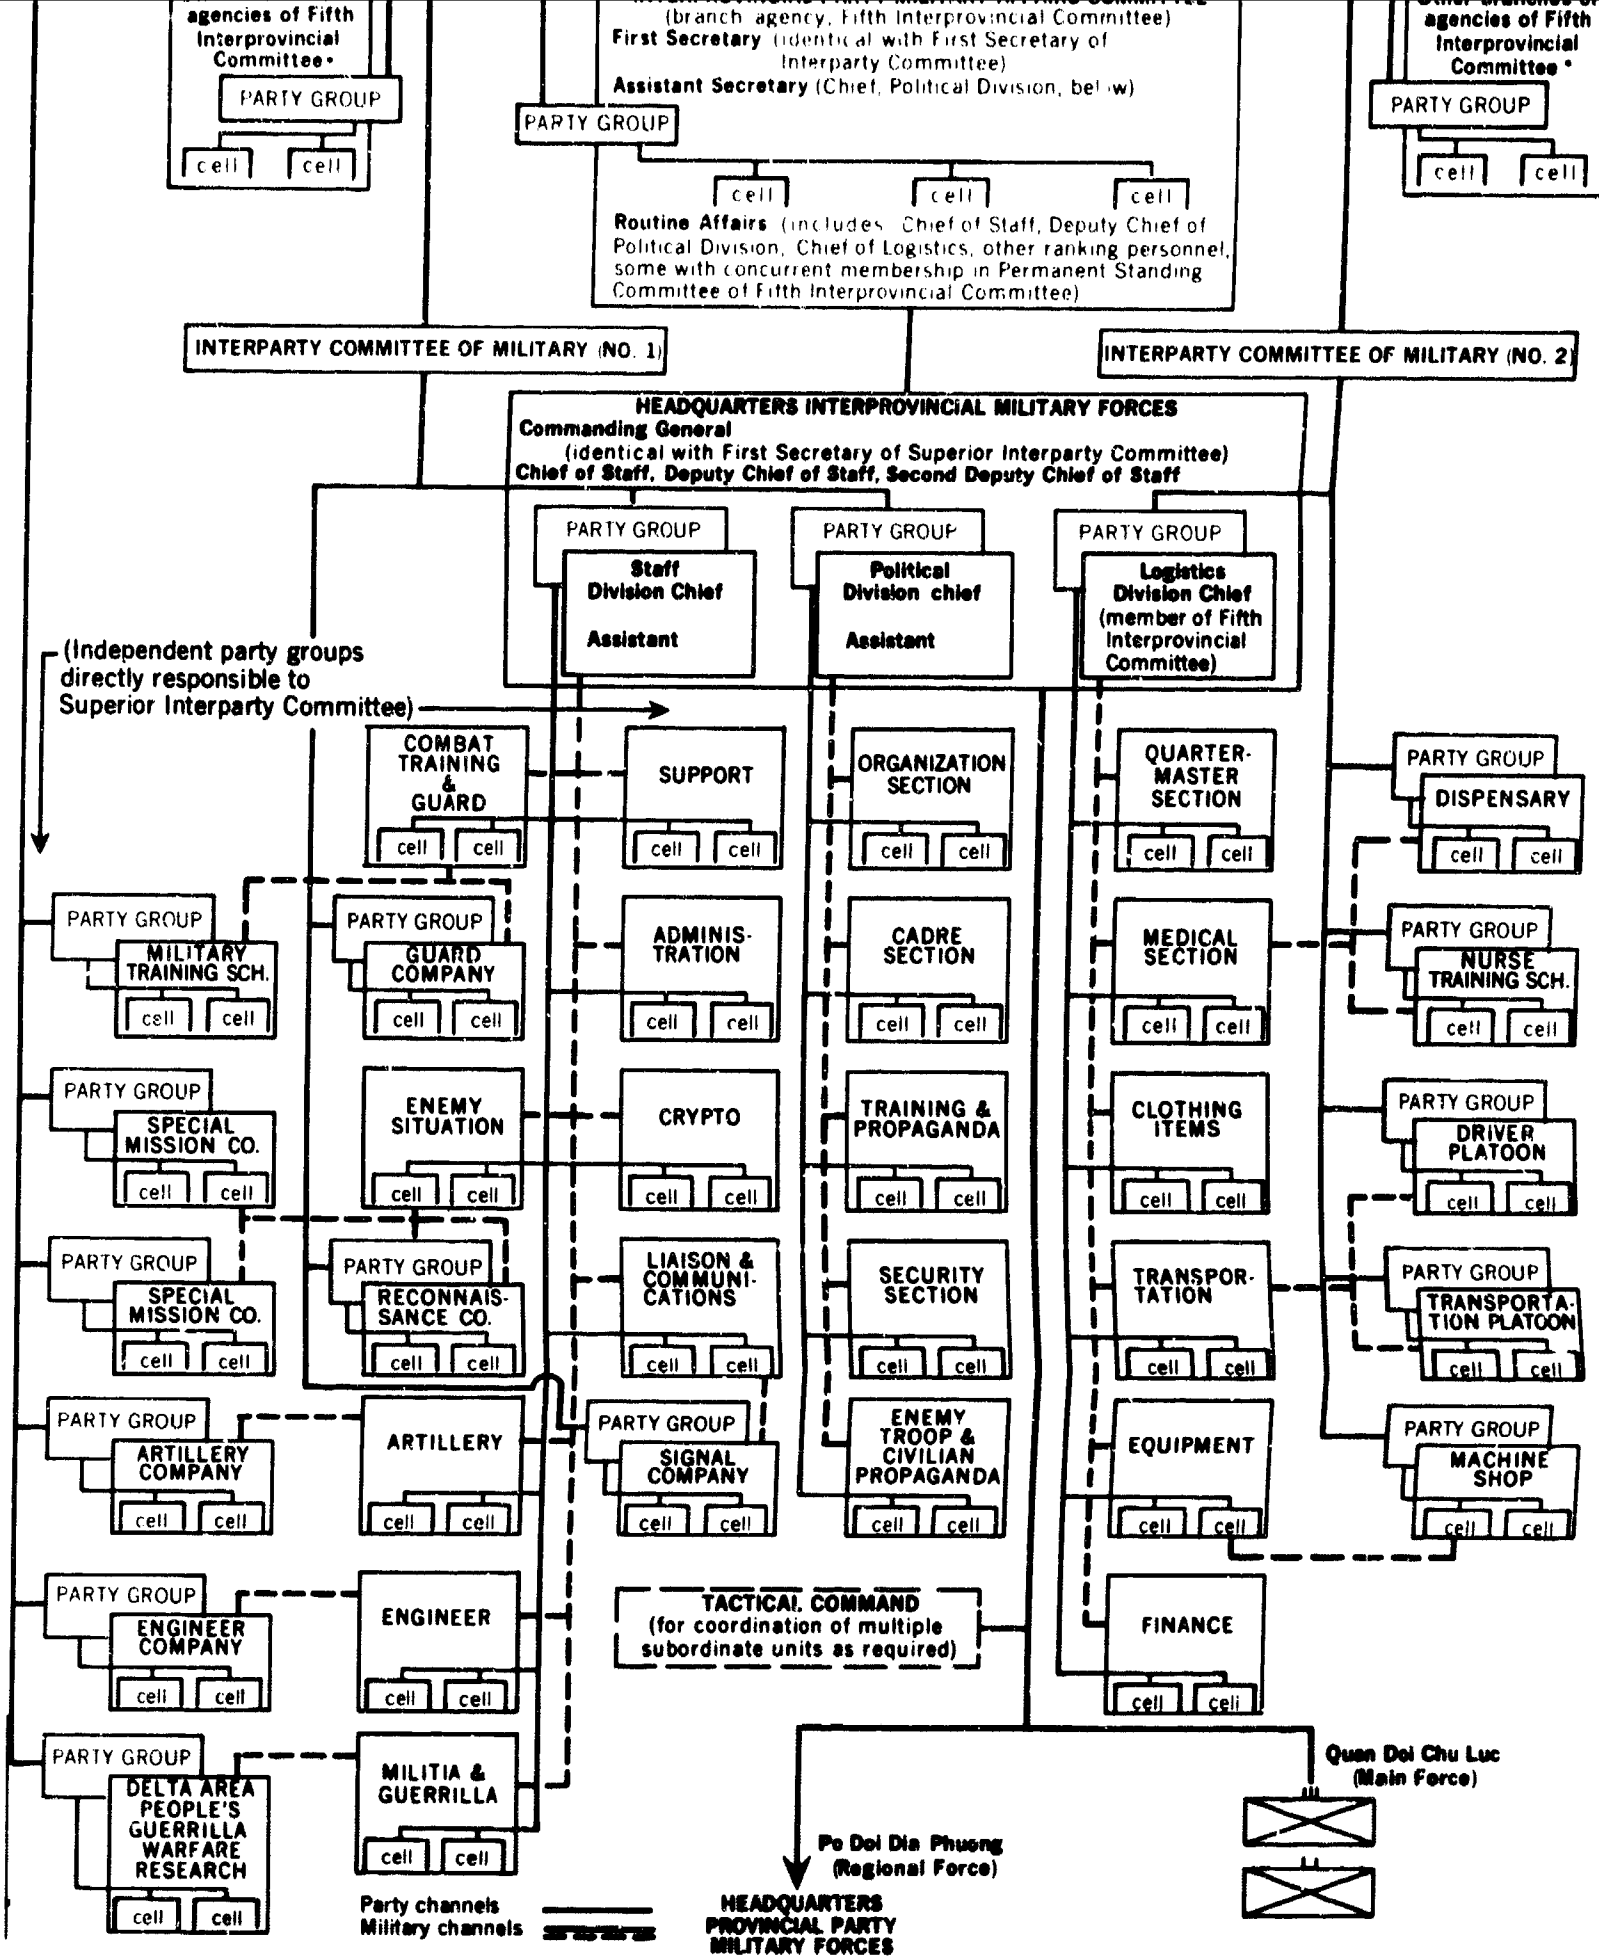 agencies of Fifth
Interprovincial
Committee*
PARTY GROUP
cell
cell
(branch agency, Fifth Interprovincial Committee)
First Secretary (identical with First Secretary of
Interparty Committee)
Assistant Secretary (Chief, Political Division, below)
PARTY GROUP
cell
cell
cell
Routine Affairs (includes Chief of Staff, Deputy Chief of
Political Division, Chief of Logistics, other ranking personnel,
some with concurrent membership in Permanent Standing
Committee of Fifth Interprovincial Committee)
agencies of Fifth
Interprovincial
Committee *
PARTY GROUP
cell
cell
INTERPARTY COMMITTEE OF MILITARY (NO. 1)
INTERPARTY COMMITTEE OF MILITARY (NO. 2)
HEADQUARTERS INTERPROVINCIAL MILITARY FORCES
Commanding General
(identical with First Secretary of Superior Interparty Committee)
Chief of Staff, Deputy Chief of Staff, Second Deputy Chief of Staff
PARTY GROUP
Staff
Division Chief
Assistant
PARTY GROUP
Political
Division chief
Assistant
PARTY GROUP
Logistics
Division Chief
(member of Fifth
Interprovincial
Committee)
(Independent party groups
directly responsible to
Superior Interparty Committee)
COMBAT
TRAINING
&
GUARD
cell
cell
SUPPORT
cell
cell
ORGANIZATION
SECTION
cell
cell
QUARTER-
MASTER
SECTION
cell
cell
PARTY GROUP
DISPENSARY
cell
cell
PARTY GROUP
MILITARY
TRAINING SCH.
cell
cell
PARTY GROUP
GUARD
COMPANY
cell
cell
ADMINIS-
TRATION
cell
cell
CADRE
SECTION
cell
cell
MEDICAL
SECTION
cell
cell
PARTY GROUP
NURSE
TRAINING SCH.
cell
cell
PARTY GROUP
SPECIAL
MISSION CO.
cell
cell
ENEMY
SITUATION
cell
cell
CRYPTO
cell
cell
TRAINING &
PROPAGANDA
cell
cell
CLOTHING
ITEMS
cell
cell
PARTY GROUP
DRIVER
PLATOON
cell
cell
PARTY GROUP
SPECIAL
MISSION CO.
cell
cell
PARTY GROUP
RECONNAIS-
SANCE CO.
cell
cell
LIAISON &
COMMUNI-
CATIONS
cell
cell
SECURITY
SECTION
cell
cell
TRANSPOR-
TATION
cell
cell
PARTY GROUP
TRANSPORTA-
TION PLATOON
cell
cell
PARTY GROUP
ARTILLERY
COMPANY
cell
cell
ARTILLERY
cell
cell
PARTY GROUP
SIGNAL
COMPANY
cell
cell
ENEMY
TROOP &
CIVILIAN
PROPAGANDA
cell
cell
EQUIPMENT
cell
cell
PARTY GROUP
MACHINE
SHOP
cell
cell
PARTY GROUP
ENGINEER
COMPANY
cell
cell
ENGINEER
cell
cell
TACTICAL COMMAND
(for coordination of multiple
subordinate units as required)
FINANCE
cell
cell
PARTY GROUP
DELTA AREA
PEOPLE'S
GUERRILLA
WARFARE
RESEARCH
cell
cell
MILITIA &
GUERRILLA
cell
cell
Quan Doi Chu Luc
(Main Force)
Po Doi Dia Phuong
(Regional Force)
HEADQUARTERS
PROVINCIAL PARTY
MILITARY FORCES
Party channels
Military channels